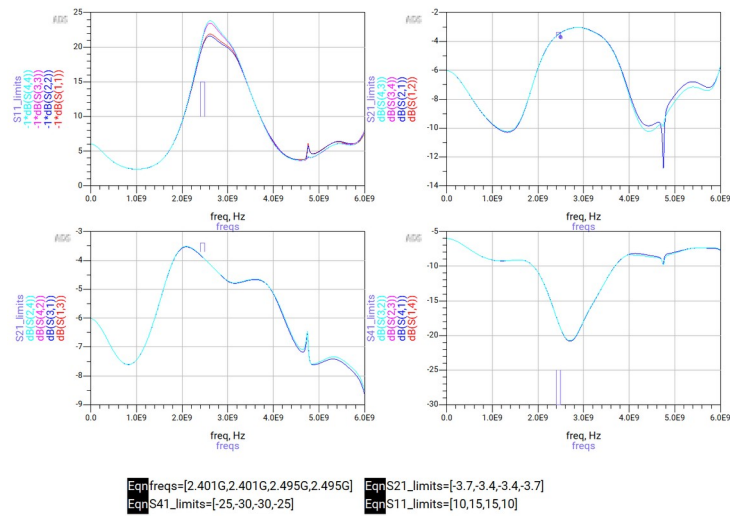 ADS
25
20
15
10
5
0
0.0 1.0E9 2.0E9 3.0E9 4.0E9 5.0E9 6.0E9
S11_limits
-1*dB(S(4,4))
-1*dB(S(3,3))
-1*dB(S(2,2))
-1*dB(S(1,1))
freq, Hz
freqs
ADS
-2
-4
-6
-8
-10
-12
-14
0.0 1.0E9 2.0E9 3.0E9 4.0E9 5.0E9 6.0E9
S21_limits
dB(S(4,3))
dB(S(3,4))
dB(S(2,1))
dB(S(1,2))
freq, Hz
freqs
ADS
-3
-4
-5
-6
-7
-8
-9
0.0 1.0E9 2.0E9 3.0E9 4.0E9 5.0E9 6.0E9
S21_limits
dB(S(2,4))
dB(S(4,2))
dB(S(3,1))
dB(S(1,3))
freq, Hz
freqs
ADS
-5
-10
-15
-20
-25
-30
0.0 1.0E9 2.0E9 3.0E9 4.0E9 5.0E9 6.0E9
S41_limits
dB(S(3,2))
dB(S(2,3))
dB(S(4,1))
dB(S(1,4))
freq, Hz
freqs
Eqn freqs=[2.401G,2.401G,2.495G,2.495G]
Eqn S21_limits=[-3.7,-3.4,-3.4,-3.7]
Eqn S41_limits=[-25,-30,-30,-25]
Eqn S11_limits=[10,15,15,10]